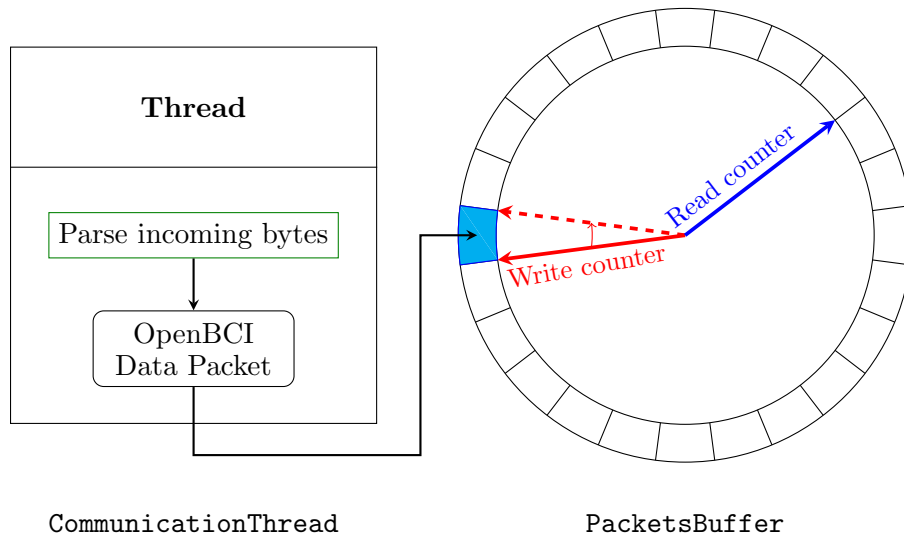 Thread
Parse incoming bytes
OpenBCI
Data Packet
Read counter
Write counter
CommunicationThread
PacketsBuffer